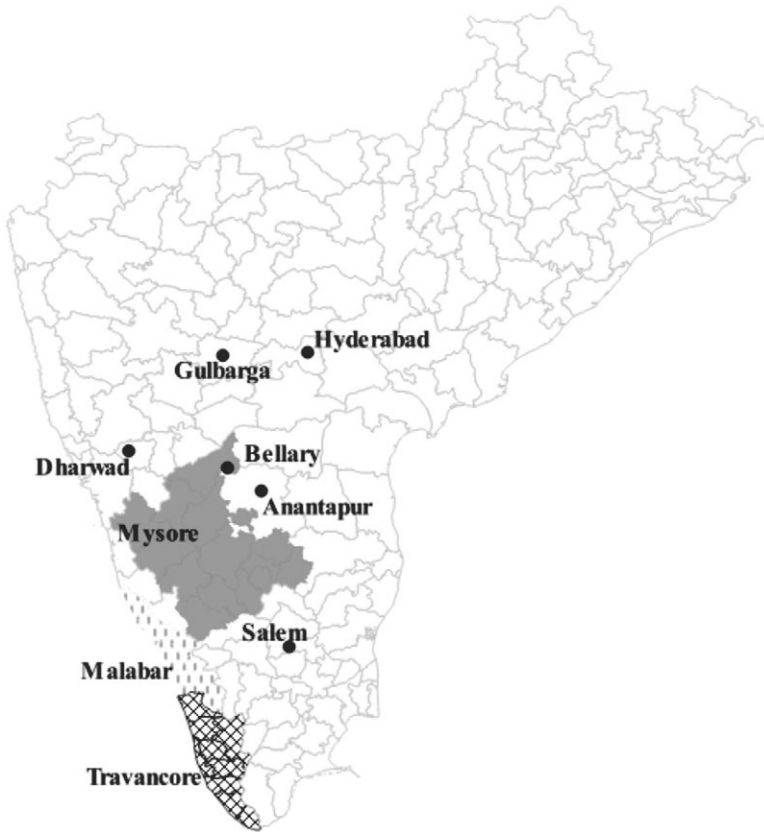 Hyderabad
Gulbarga
Bellary
Dharwad
Anantapur
Mysore
Salem
Malabar
Travancore